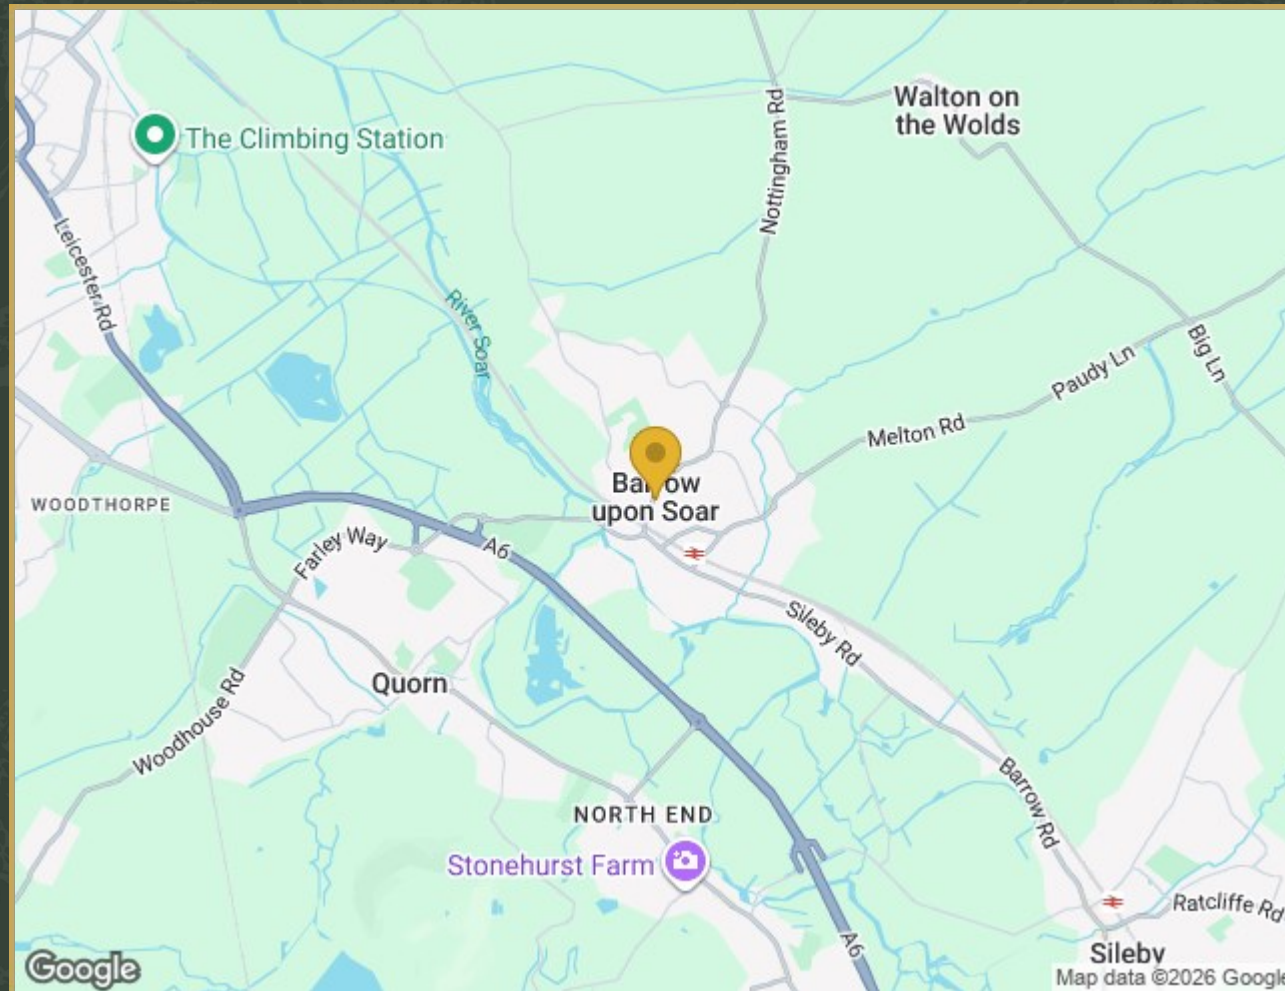 Walton on
the Wolds
The Climbing Station
Nottingham Rd
Leicester Rd
River Soar
Big Ln
Paudy Ln
Melton Rd
Barrow
upon Soar
WOODTHORPE
Farley Way
A6
Sileby Rd
Quorn
Woodhouse Rd
Barrow Rd
NORTH END
Stonehurst Farm
Ratcliffe Rd
A6
Sileby
Google
Map data ©2026 Google